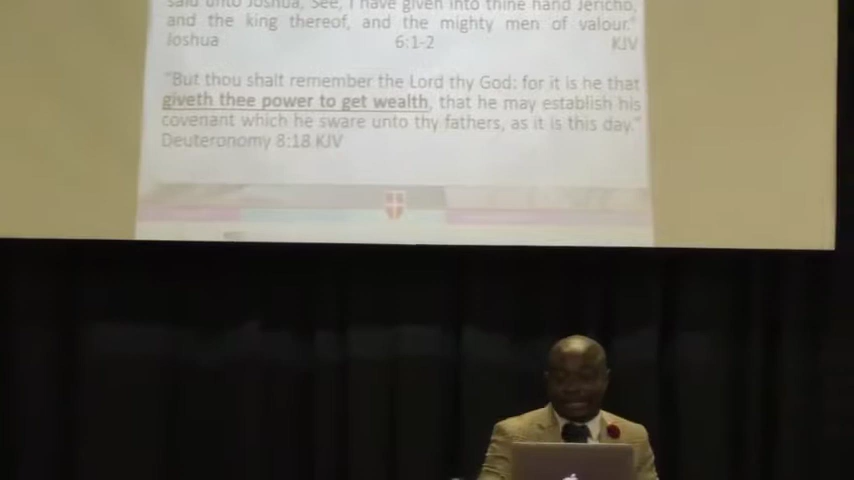 said unto Joshua, See, I have given into thine hand Jericho,
and the king thereof, and the mighty men of valour."
Joshua 6:1-2 KJV
"But thou shalt remember the Lord thy God: for it is he that
giveth thee power to get wealth, that he may establish his
covenant which he sware unto thy fathers, as it is this day."
Deuteronomy 8:18 KJV